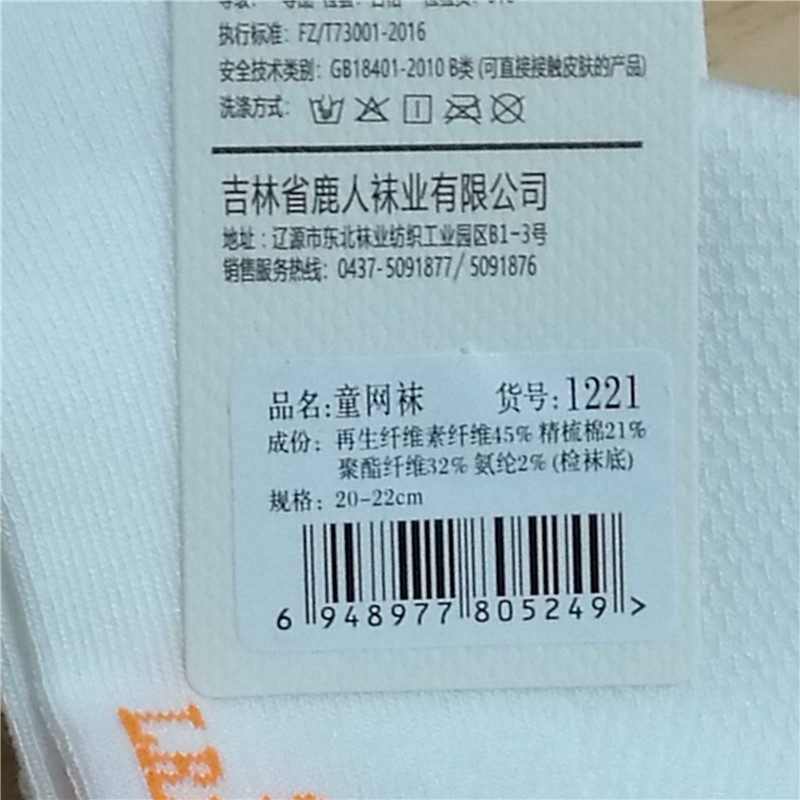 执行标准：FZ/T73001-2016
安全技术类别：GB18401-2010 B类 (可直接接触皮肤的产品)
洗涤方式：
吉林省鹿人袜业有限公司
地址：辽源市东北袜业纺织工业园区B1-3号
销售服务热线：0437-5091877/ 5091876
品名:童网袜 货号:1221
成份：再生纤维素纤维45% 精梳棉21%
聚酯纤维32% 氨纶2% (检袜底)
规格：20-22cm
6 948977 805249 >